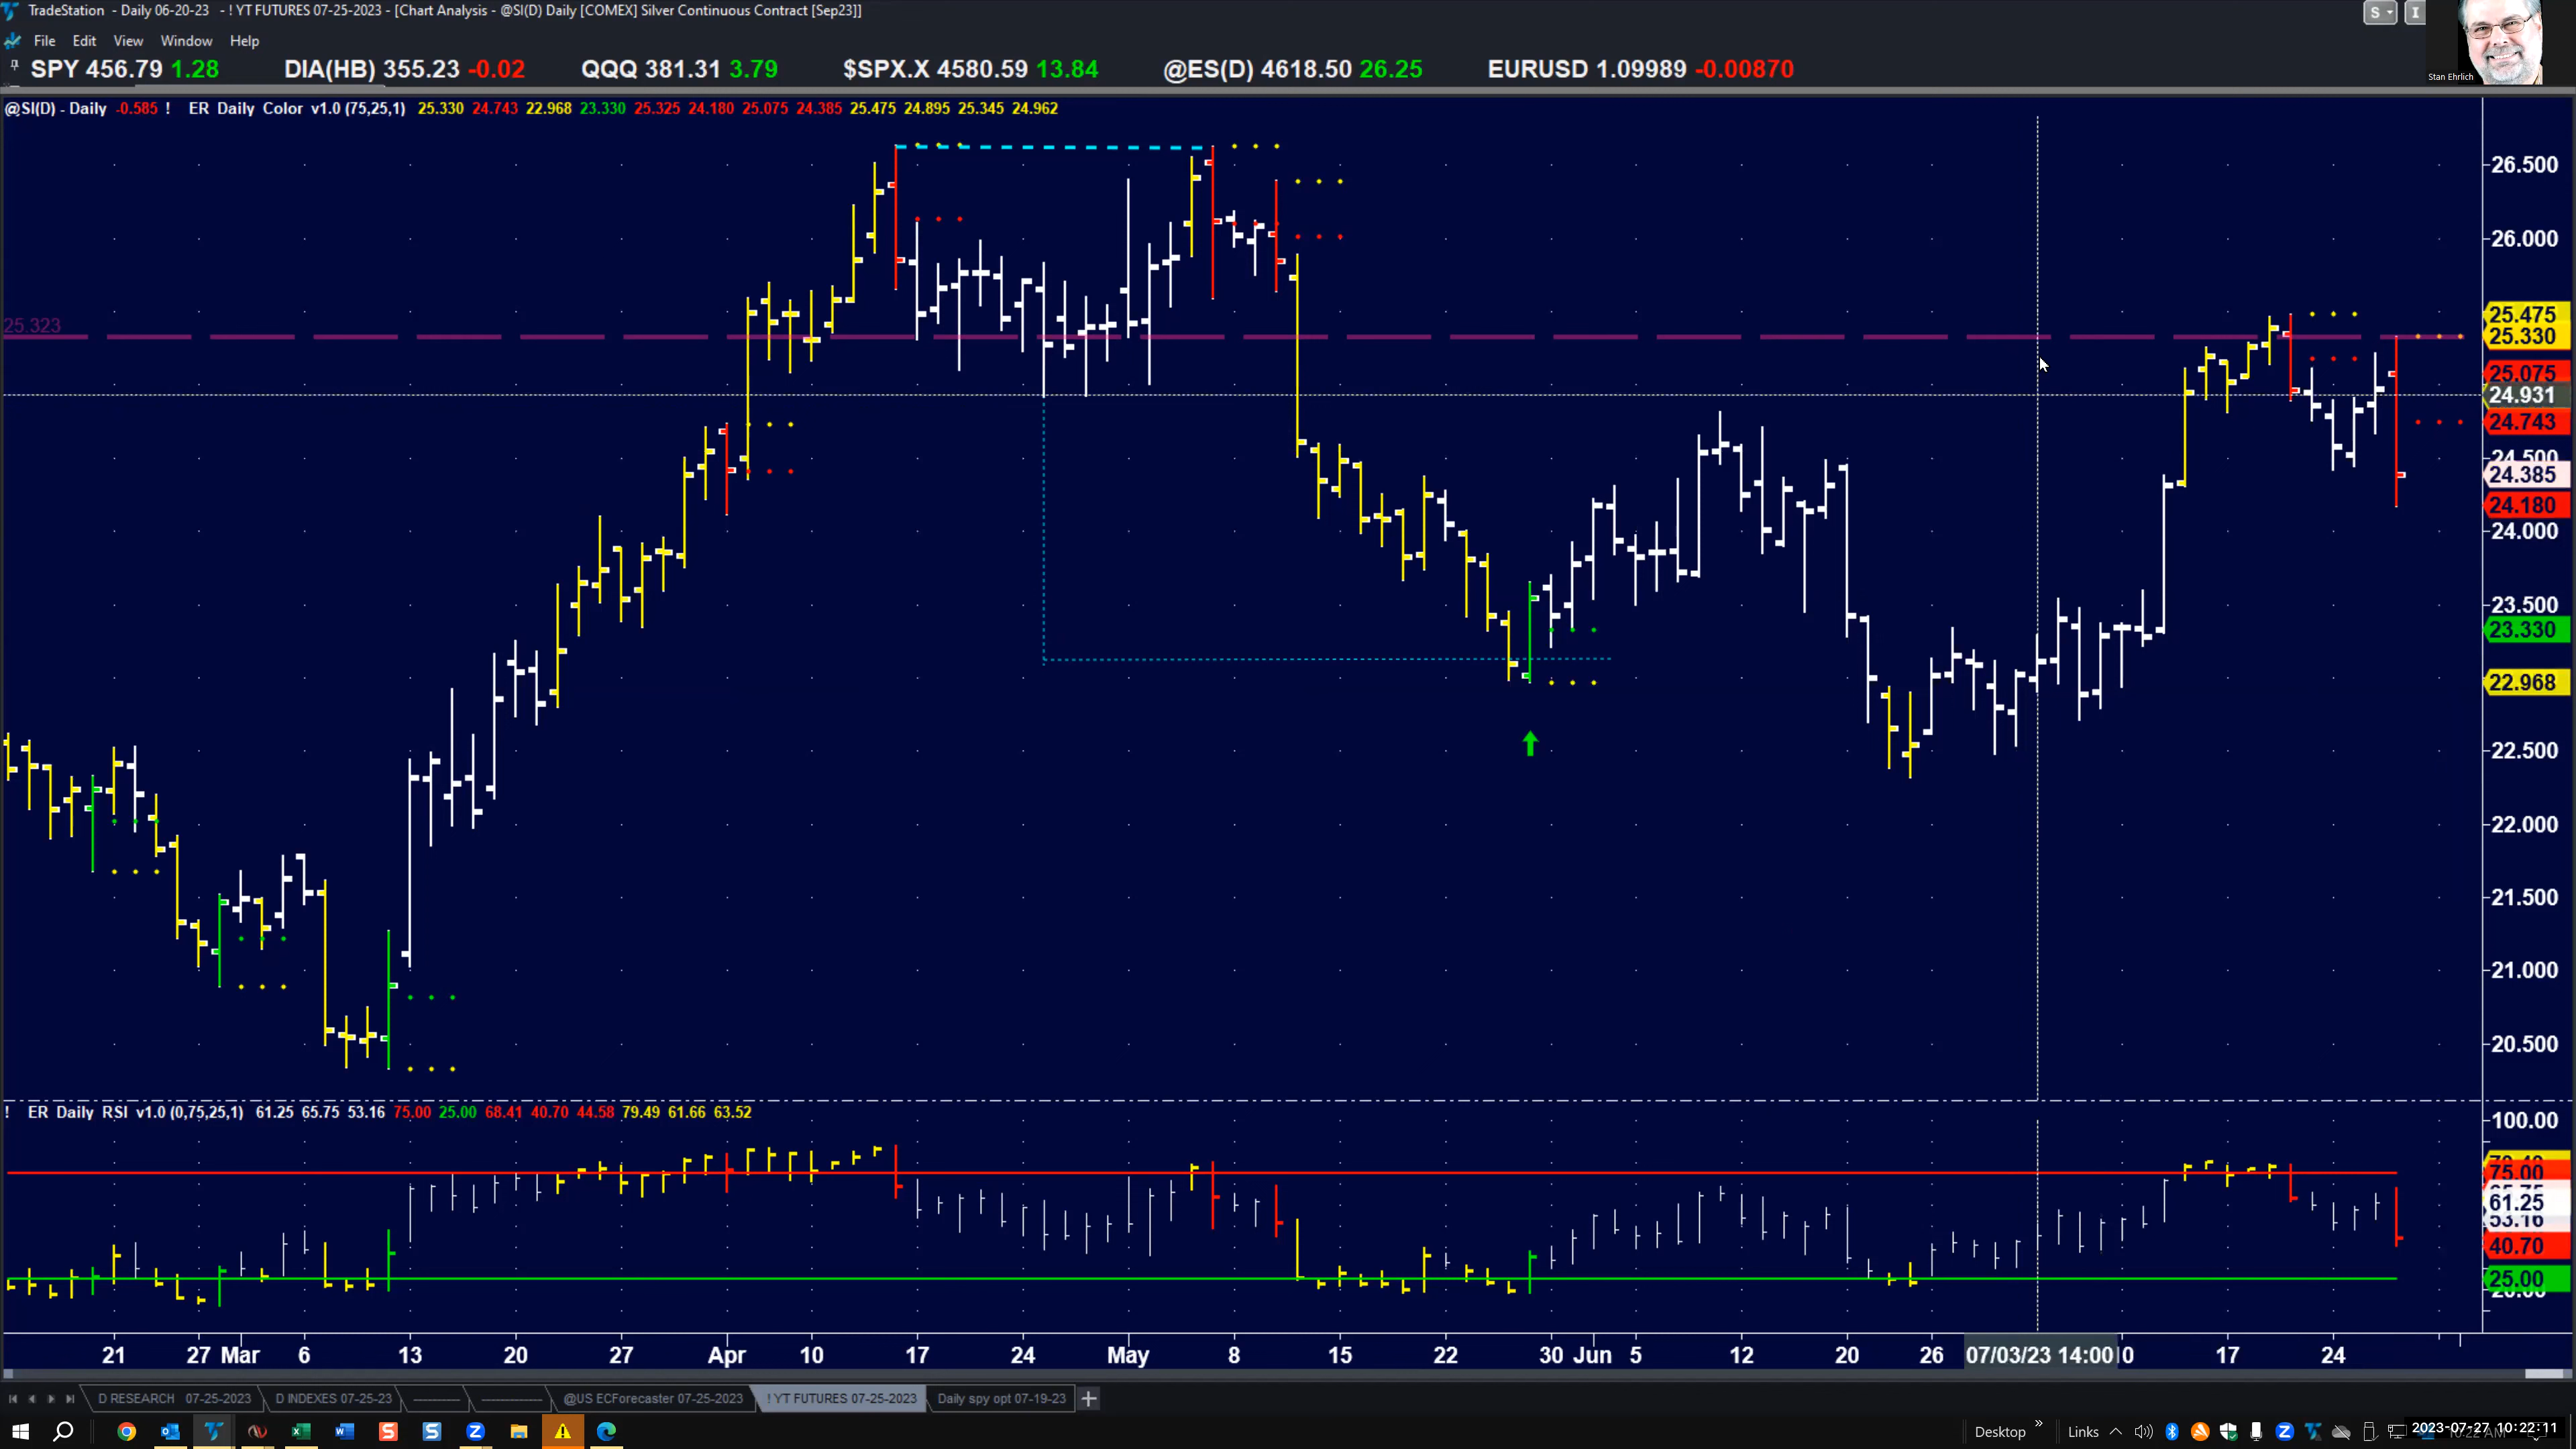 TradeStation - Daily 06-20-23 - ! YT FUTURES 07-25-2023 - [Chart Analysis - @SI(D) Daily [COMEX] Silver Continuous Contract [Sep23]]
S I
File Edit View Window Help
SPY 456.79 1.28 DIA(HB) 355.23 -0.02 QQQ 381.31 3.79 $SPX.X 4580.59 13.84 @ES(D) 4618.50 26.25 EURUSD 1.09989 -0.00870
Stan Ehrlich
@SI(D) - Daily -0.585 ! ER Daily Color v1.0 (75,25,1) 25.330 24.743 22.968 23.330 25.325 24.180 25.075 24.385 25.475 24.895 25.345 24.962
26.500
26.000
25.475
25.323
25.330
25.075
24.931
24.743
24.500
24.385
24.180
24.000
23.500
23.330
22.968
22.500
22.000
21.500
21.000
20.500
! ER Daily RSI v1.0 (0,75,25,1) 61.25 65.75 53.16 75.00 25.00 68.41 40.70 44.58 79.49 61.66 63.52
100.00
75.00
61.25
53.16
40.70
25.00
21 27 Mar 6 13 20 27 Apr 10 17 24 May 8 15 22 30 Jun 5 12 20 26 07/03/23 14:00 17 24
D RESEARCH 07-25-2023 D INDEXES 07-25-23 @US ECForecaster 07-25-2023 ! YT FUTURES 07-25-2023 Daily spy opt 07-19-23 +
Desktop Links 2023-07-27 10:22:11